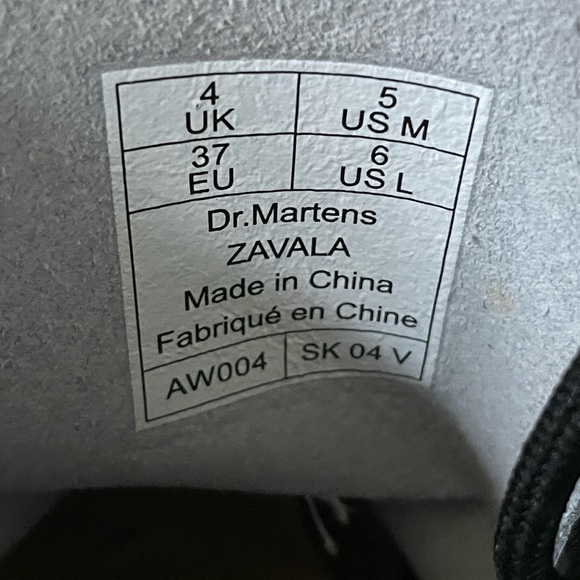 4
UK
5
US M
37
EU
6
US L
Dr.Martens
ZAVALA
Made in China
Fabriqué en Chine
AW004
SK 04 V